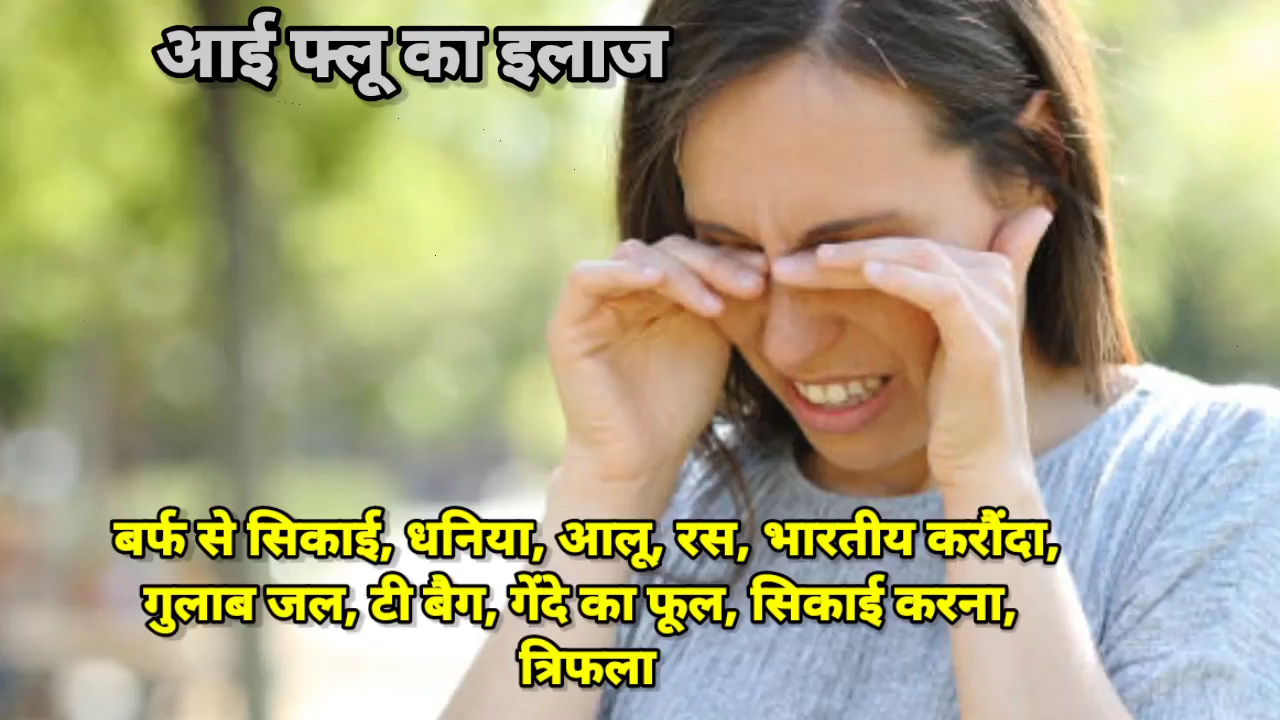 आई फ्लू का इलाज
बर्फ से सिकाई, धनिया, आलू, रस, भारतीय करौंदा,
गुलाब जल, टी बैग, गेंदे का फूल, सिकाई करना,
त्रिफला